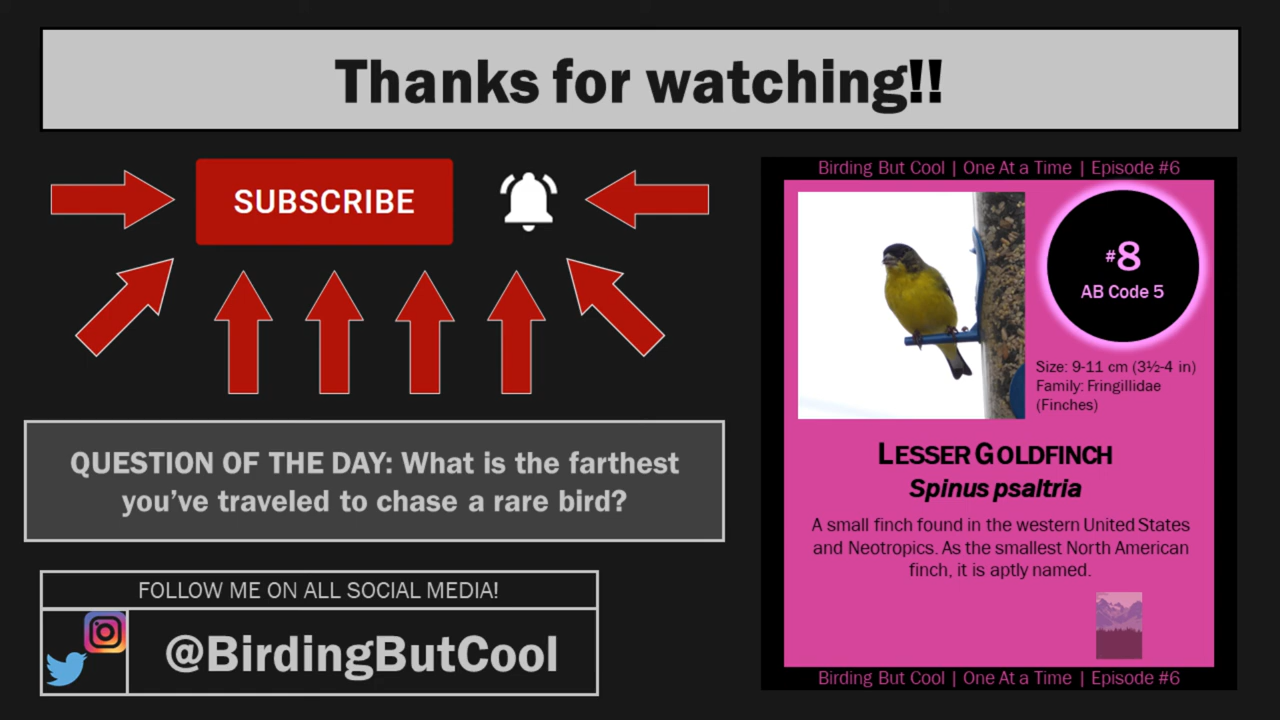 Thanks for watching!!
SUBSCRIBE
QUESTION OF THE DAY: What is the farthest
you’ve traveled to chase a rare bird?
FOLLOW ME ON ALL SOCIAL MEDIA!
@BirdingButCool
Birding But Cool | One At a Time | Episode #6
#8
AB Code 5
Size: 9-11 cm (3½-4 in)
Family: Fringillidae
(Finches)
LESSER GOLDFINCH
Spinus psaltria
A small finch found in the western United States
and Neotropics. As the smallest North American
finch, it is aptly named.
Birding But Cool | One At a Time | Episode #6